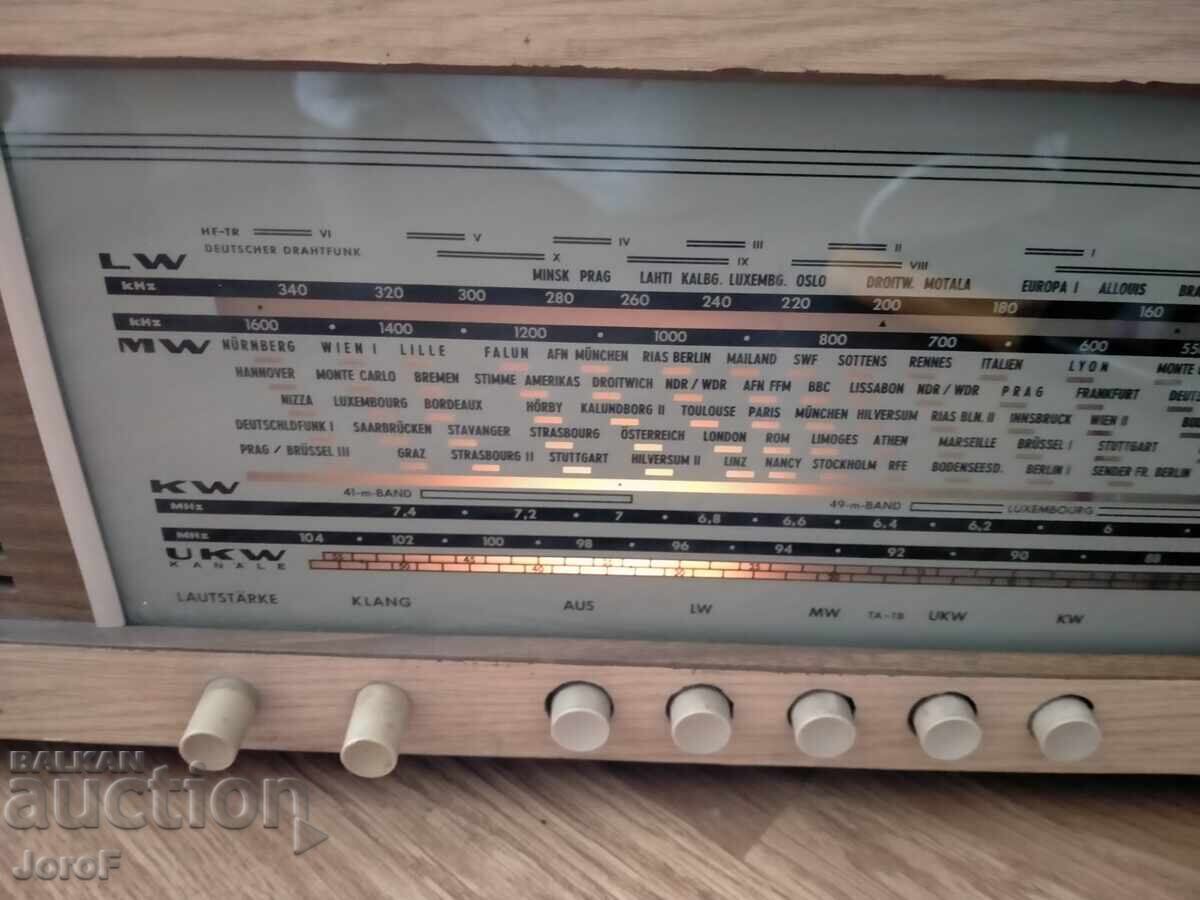 HF-TR VI V IV III II I
DEUTSCHER DRAHTFUNK X IX VIII
LW MINSK PRAG LAHTI KALBG. LUXEMBG. OSLO DROITW. MOTALA EUROPA I ALLOUIS BRA
kHz 340 320 300 280 260 240 220 200 180 160
kHz 1600 1400 1200 1000 800 700 600 55
MW NÜRNBERG WIEN I LILLE FALUN AFN MÜNCHEN RIAS BERLIN MAILAND SWF SOTTENS RENNES ITALIEN LYON MONTE
HANNOVER MONTE CARLO BREMEN STIMME AMERIKAS DROITWICH NDR/WDR AFN FFM BBC LISSABON NDR/WDR PRAG FRANKFURT DEUT
NIZZA LUXEMBOURG BORDEAUX HÖRBY KALUNDBORG II TOULOUSE PARIS MÜNCHEN HILVERSUM RIAS BLN. II INNSBRUCK WIEN II
DEUTSCHLDFUNK I SAARBRÜCKEN STAVANGER STRASBOURG ÖSTERREICH LONDON ROM LIMOGES ATHEN MARSEILLE BRÜSSEL I STUTTGART
PRAG / BRÜSSEL III GRAZ STRASBOURG II STUTTGART HILVERSUM II LINZ NANCY STOCKHOLM RFE BODENSEESD. BERLIN I SENDER FR. BERLIN
KW 41-m-BAND 49-m-BAND LUXEMBOURG
MHz 7,4 7,2 7 6,8 6,6 6,4 6,2 6
MHz 104 102 100 98 96 94 92 90 88
UKW
KANÄLE
LAUTSTÄRKE KLANG AUS LW MW TA-TB UKW KW
BALKAN
auction
JoroF